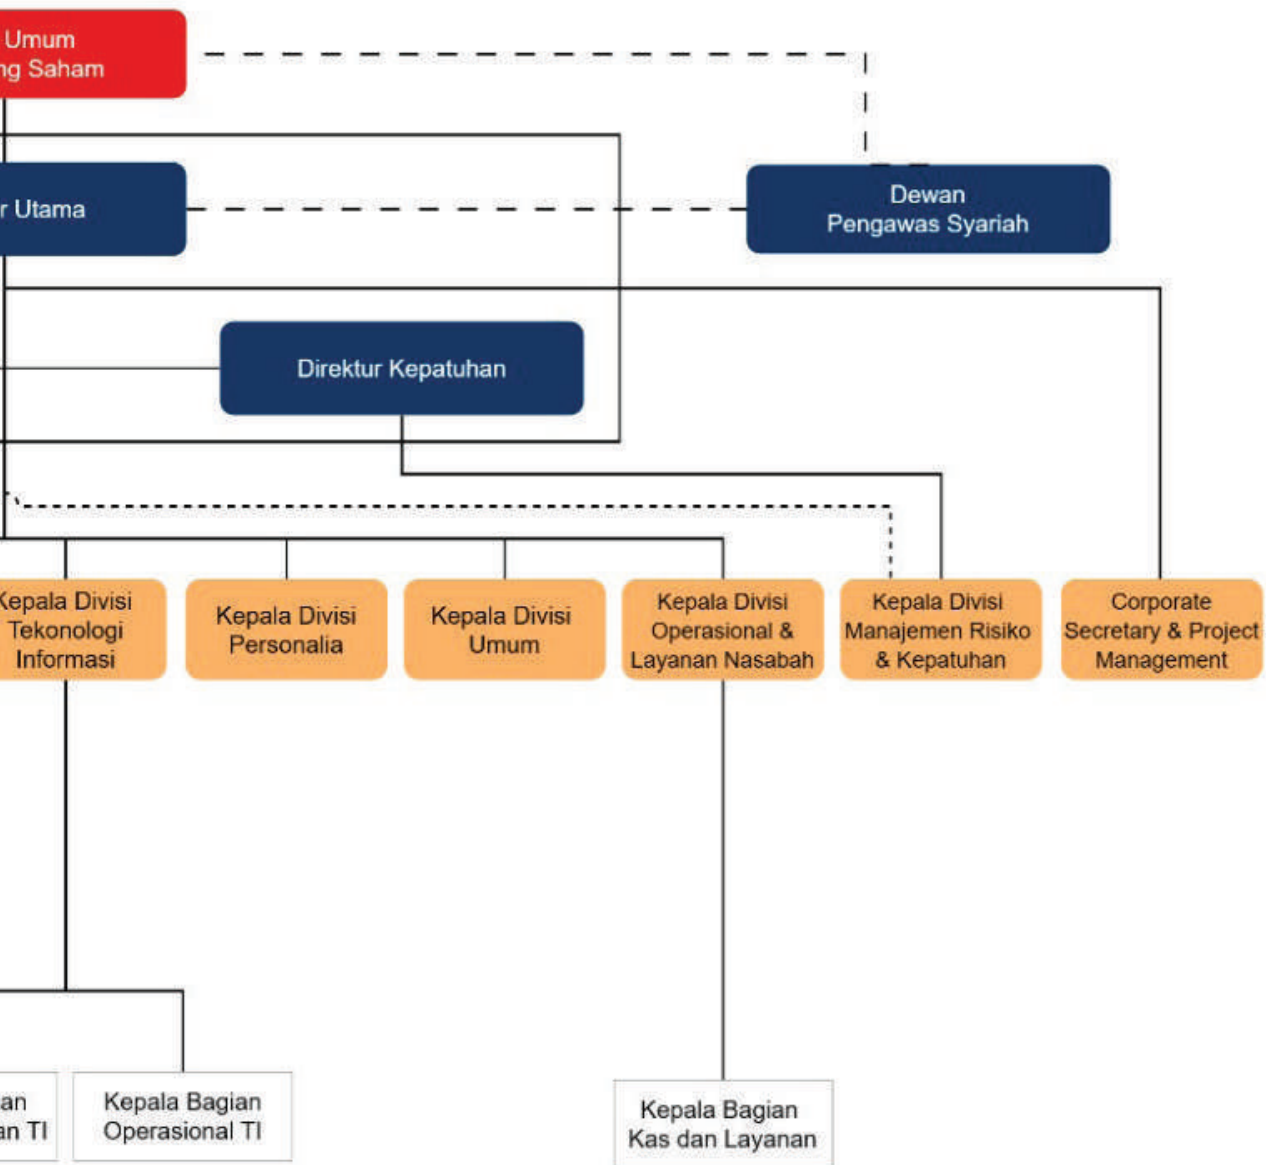 Umum
ng Saham
r Utama
Dewan
Pengawas Syariah
Direktur Kepatuhan
Kepala Divisi
Tekonologi
Informasi
Kepala Divisi
Personalia
Kepala Divisi
Umum
Kepala Divisi
Operasional &
Layanan Nasabah
Kepala Divisi
Manajemen Risiko
& Kepatuhan
Corporate
Secretary & Project
Management
an
an TI
Kepala Bagian
Operasional TI
Kepala Bagian
Kas dan Layanan